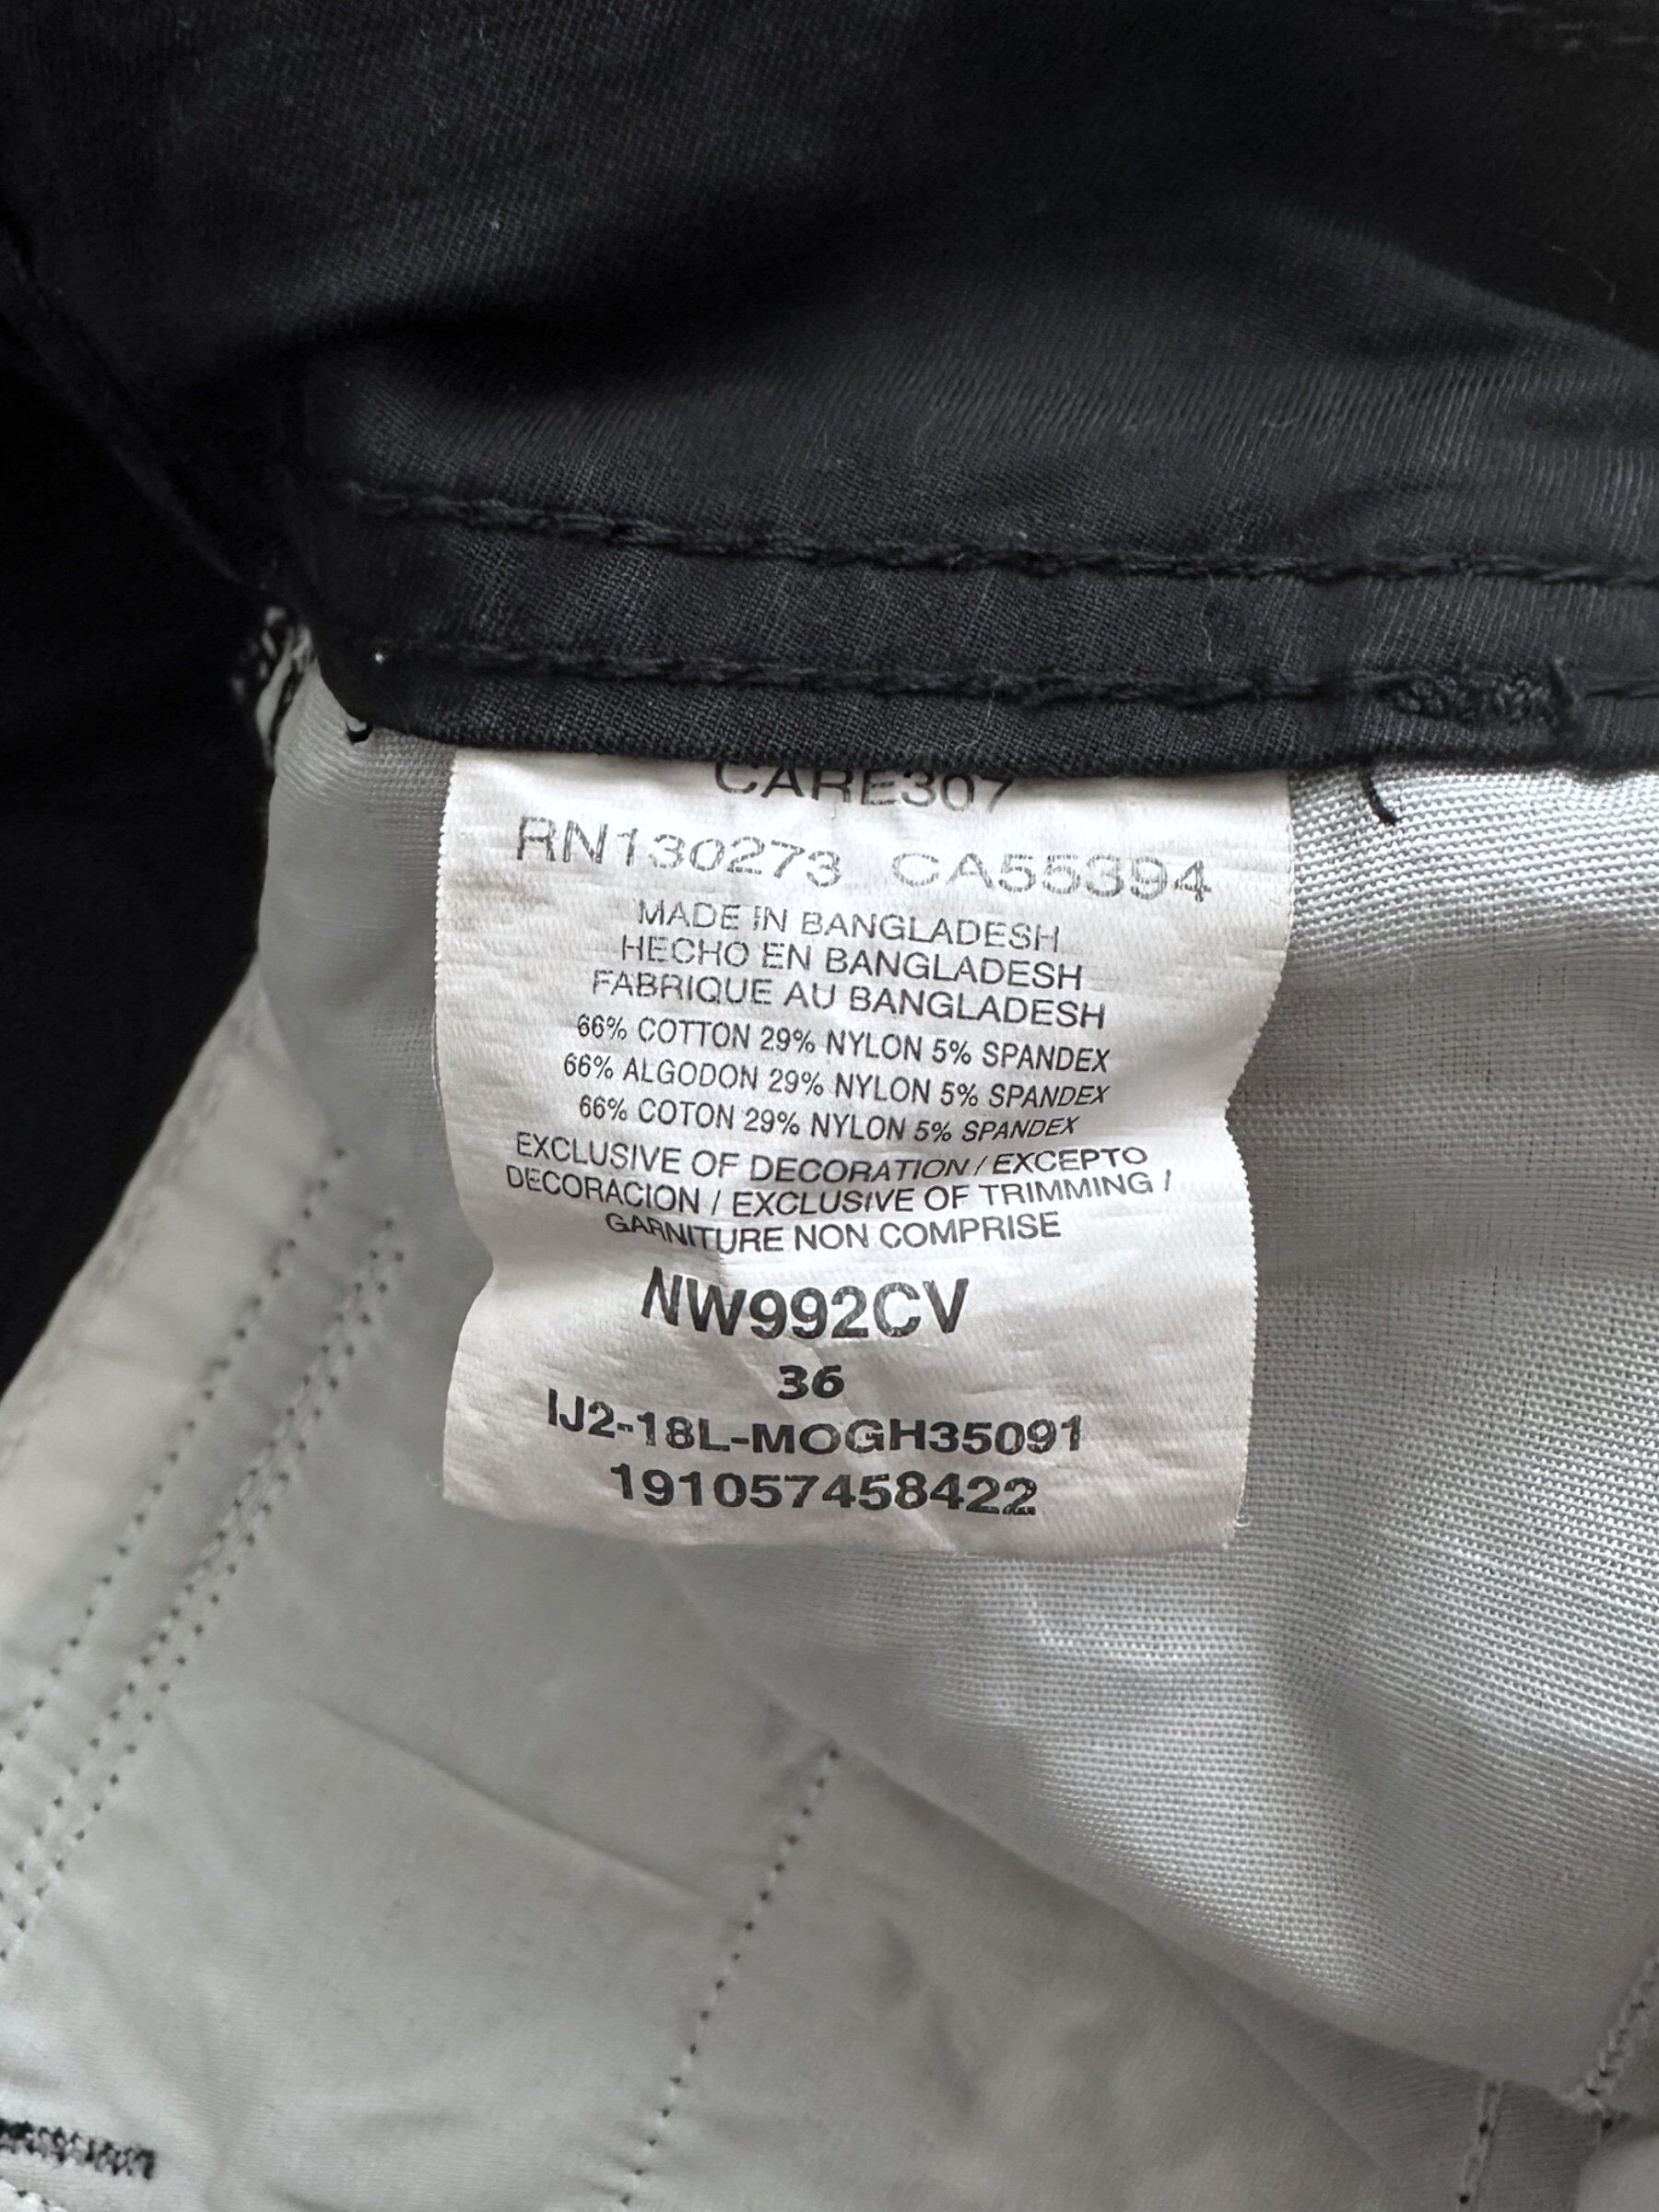 CARE307
RN130273 CA55394
MADE IN BANGLADESH
HECHO EN BANGLADESH
FABRIQUE AU BANGLADESH
66% COTTON 29% NYLON 5% SPANDEX
66% ALGODON 29% NYLON 5% SPANDEX
66% COTON 29% NYLON 5% SPANDEX
EXCLUSIVE OF DECORATION / EXCEPTO
DECORACION / EXCLUSIVE OF TRIMMING /
GARNITURE NON COMPRISE
NW992CV
36
IJ2-18L-MOGH35091
191057458422